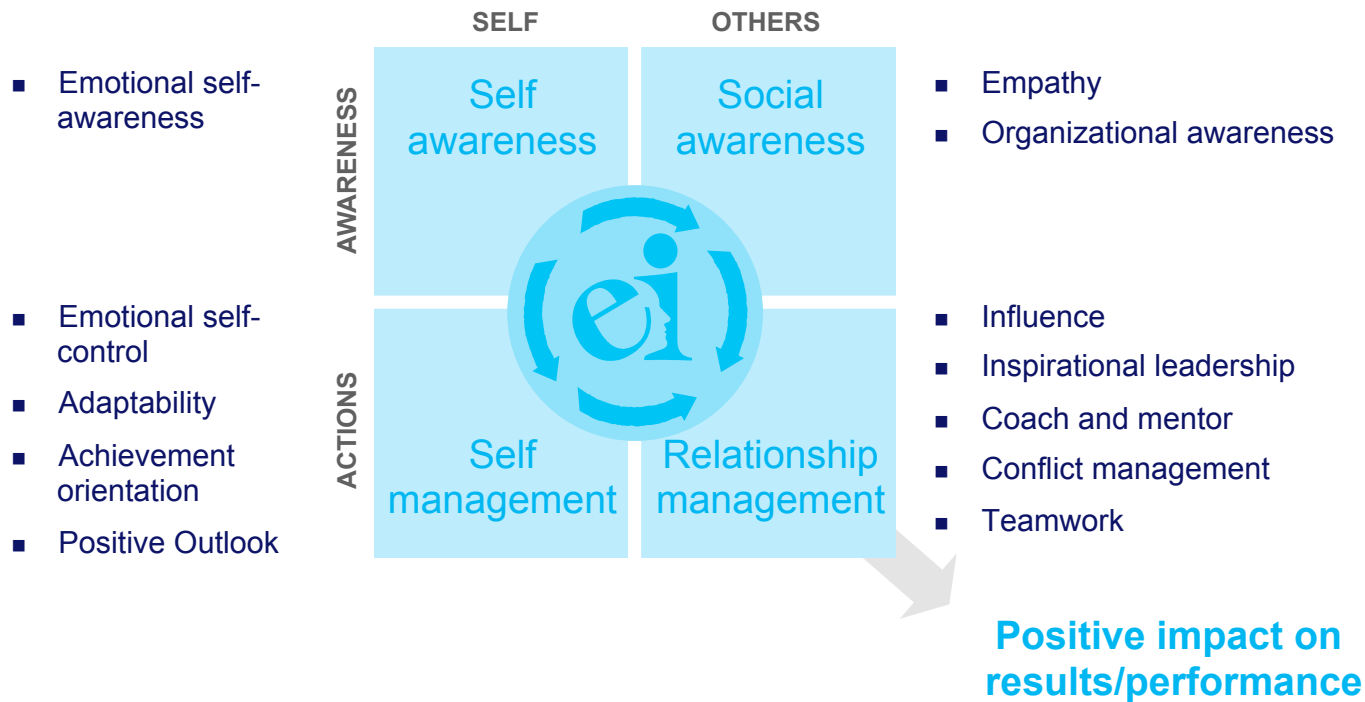 SELF
OTHERS
AWARENESS
ACTIONS
■ Emotional self-
awareness
Self
awareness
Social
awareness
■ Empathy
■ Organizational awareness
ei
■ Emotional self-
control
■ Adaptability
■ Achievement
orientation
■ Positive Outlook
Self
management
Relationship
management
■ Influence
■ Inspirational leadership
■ Coach and mentor
■ Conflict management
■ Teamwork
Positive impact on
results/performance